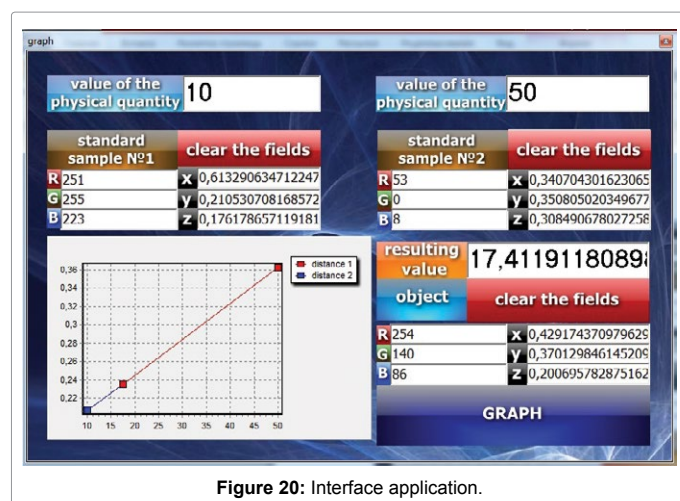 graph
value of the
physical quantity
10
value of the
physical quantity
50
standard
sample №1
clear the fields
R 251
G 255
B 223
x 0,613290634712247
y 0,210530708168572
z 0,176178657119181
standard
sample №2
clear the fields
R 53
G 0
B 8
x 0,340704301623065
y 0,350805020349677
z 0,308490678027258
0,36
0,34
0,32
0,3
0,28
0,26
0,24
0,22
10 15 20 25 30 35 40 45 50
distance 1
distance 2
resulting
value
17,4119118089
object
clear the fields
R 254
G 140
B 86
x 0,429174370979629
y 0,370129846145209
z 0,200695782875162
GRAPH
Figure 20: Interface application.